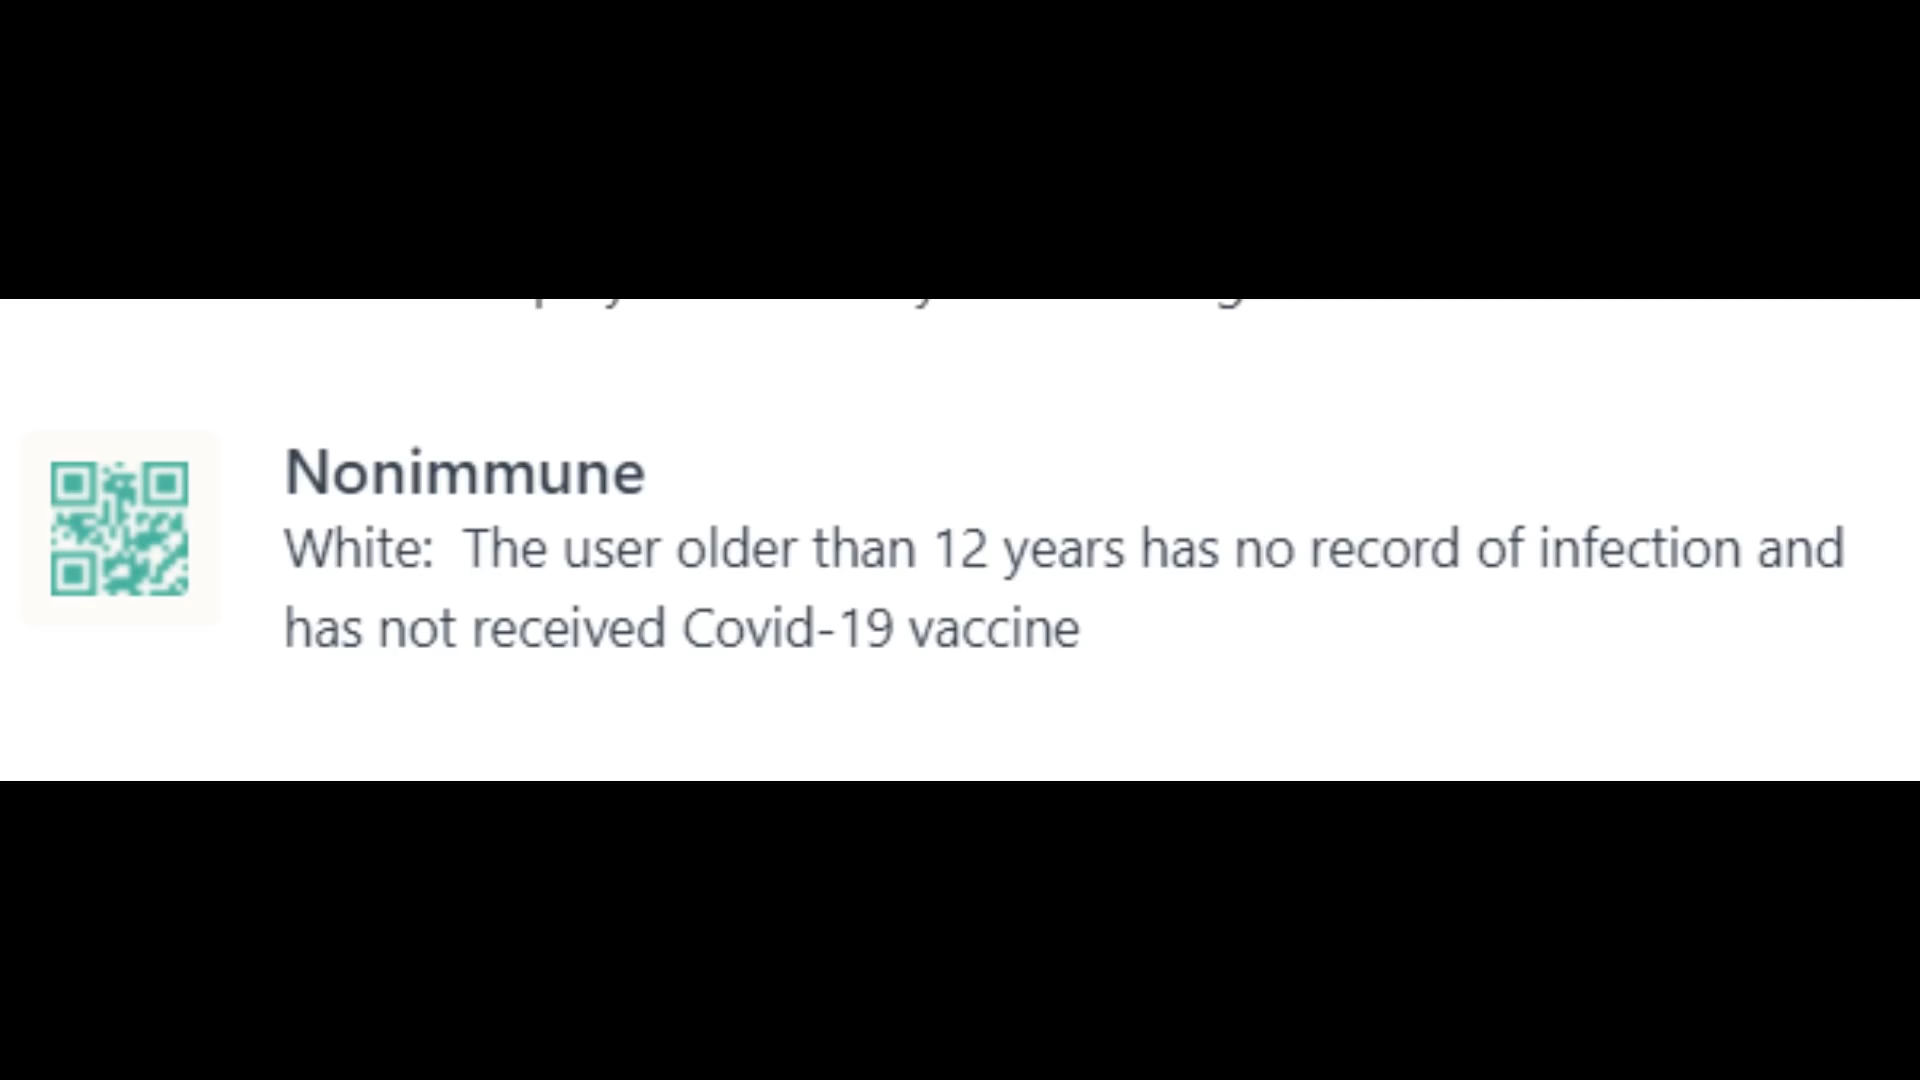 Nonimmune
White:  The user older than 12 years has no record of infection and
has not received Covid-19 vaccine